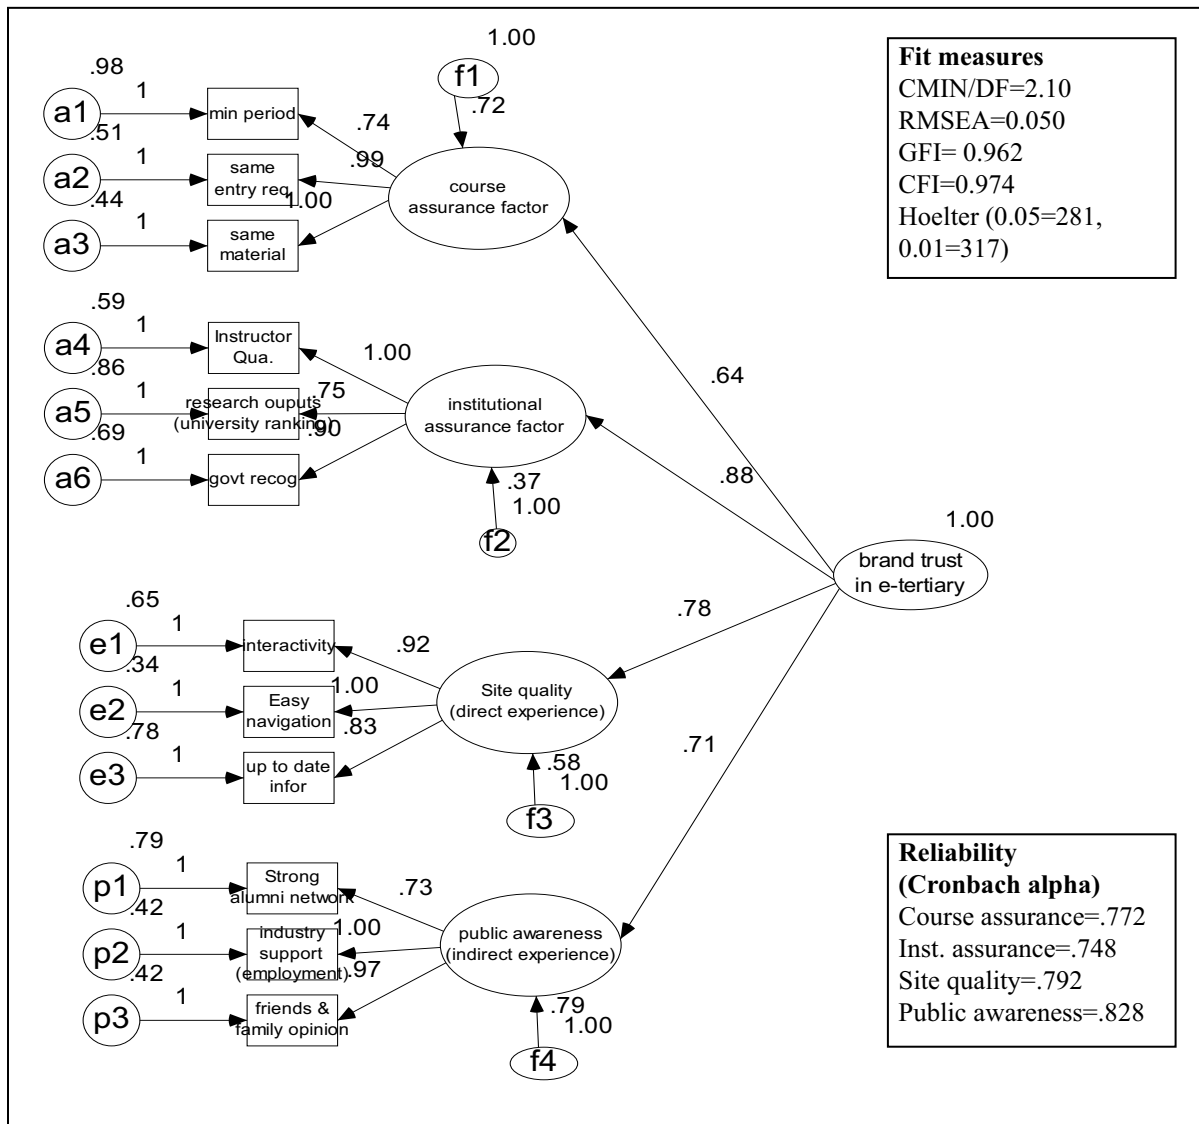 1.00
.98
1
a1
min period
.74
f1
.72
.51
1
a2
same
entry req
.99
course
assurance factor
.44
1
a3
same
material
1.00
Fit measures
CMIN/DF=2.10
RMSEA=0.050
GFI= 0.962
CFI=0.974
Hoelter (0.05=281,
0.01=317)
.59
1
a4
Instructor
Qua.
1.00
.86
1
a5
research ouputs
(university ranking)
.75
institutional
assurance factor
.69
1
a6
govt recog
.90
.37
1.00
f2
.64
.88
.78
.71
1.00
brand trust
in e-tertiary
.65
1
e1
interactivity
.92
.34
1
e2
Easy
navigation
1.00
Site quality
(direct experience)
.78
1
e3
up to date
infor
.83
.58
1.00
f3
.79
1
p1
Strong
alumni network
.73
.42
1
p2
industry
support
(employment)
1.00
public awareness
(indirect experience)
.42
1
p3
friends &
family opinion
.97
.79
1.00
f4
Reliability
(Cronbach alpha)
Course assurance=.772
Inst. assurance=.748
Site quality=.792
Public awareness=.828